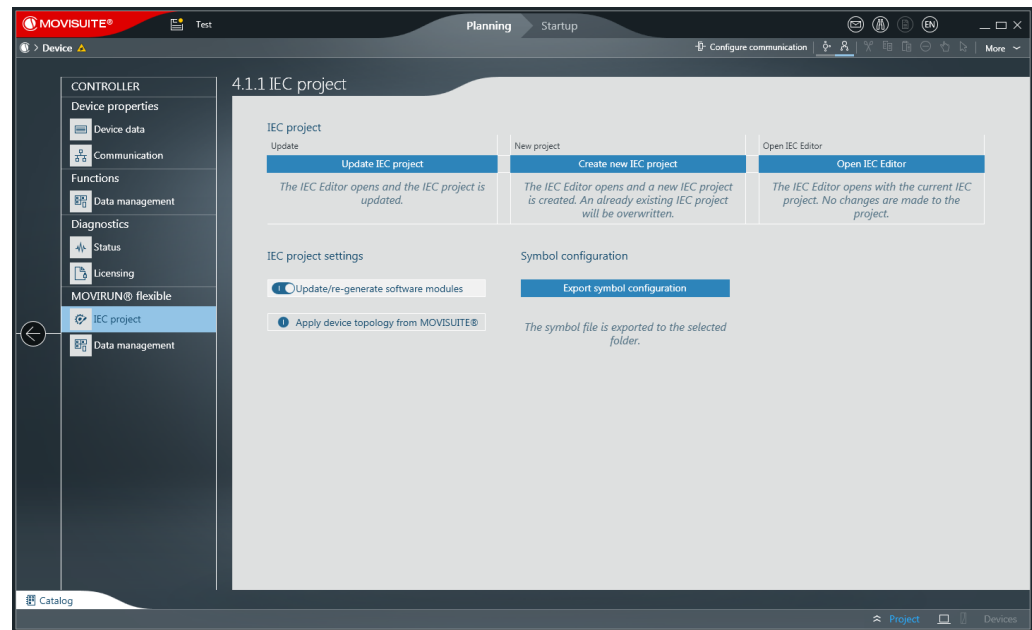 MOVISUITE® Test Planning Startup EN
> Device Configure communication More
CONTROLLER
Device properties
Device data
Communication
Functions
Data management
Diagnostics
Status
Licensing
MOVIRUN® flexible
IEC project
Data management
4.1.1 IEC project
IEC project
Update
Update IEC project
The IEC Editor opens and the IEC project is
updated.
New project
Create new IEC project
The IEC Editor opens and a new IEC project
is created. An already existing IEC project
will be overwritten.
Open IEC Editor
Open IEC Editor
The IEC Editor opens with the current IEC
project. No changes are made to the
project.
IEC project settings
Update/re-generate software modules
Apply device topology from MOVISUITE®
Symbol configuration
Export symbol configuration
The symbol file is exported to the selected
folder.
Catalog
Project Devices